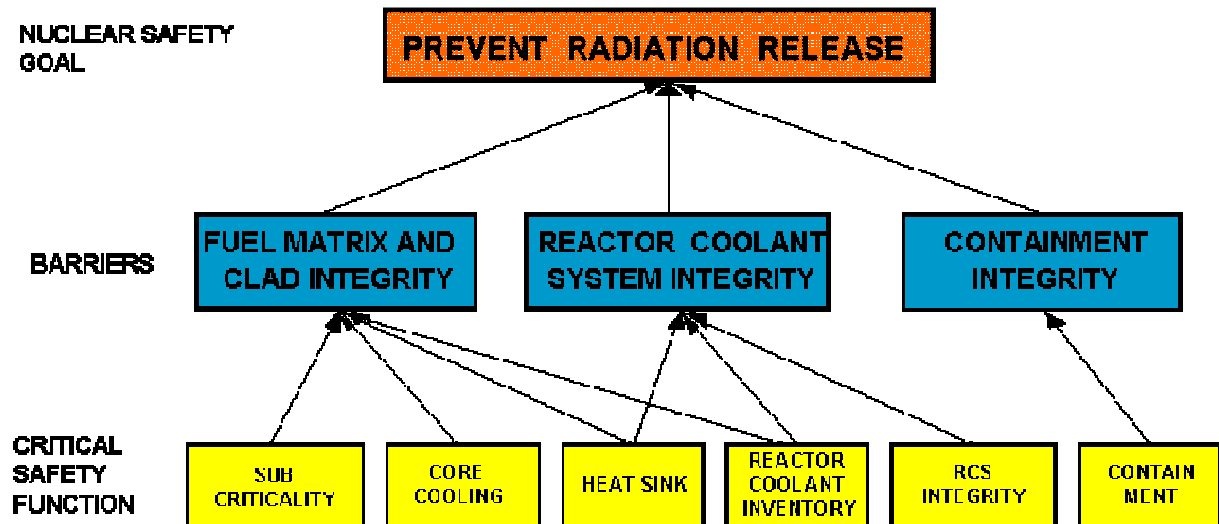 NUCLEAR SAFETY
GOAL
PREVENT RADIATION RELEASE
BARRIERS
FUEL MATRIX AND
CLAD INTEGRITY
REACTOR COOLANT
SYSTEM INTEGRITY
CONTAINMENT
INTEGRITY
CRITICAL
SAFETY
FUNCTION
SUB
CRITICALITY
CORE
COOLING
HEAT SINK
REACTOR
COOLANT
INVENTORY
RCS
INTEGRITY
CONTAIN
MENT